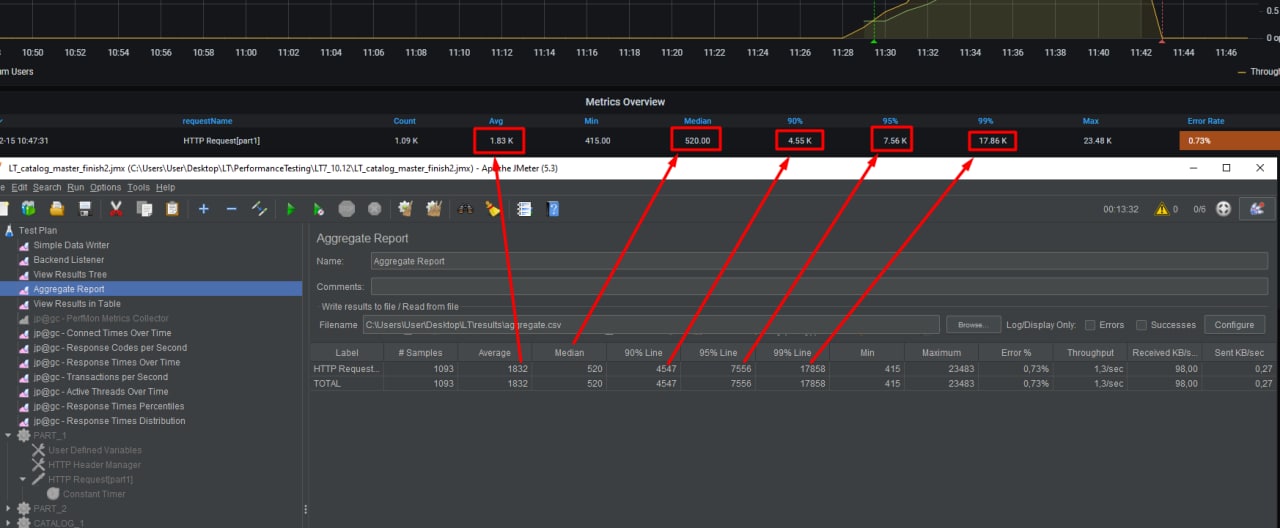 0.5
0 op
10:50 10:52 10:54 10:56 10:58 11:00 11:02 11:04 11:06 11:08 11:10 11:12 11:14 11:16 11:18 11:20 11:22 11:24 11:26 11:28 11:30 11:32 11:34 11:36 11:38 11:40 11:42 11:44 11:46
um Users
Through
Metrics Overview
requestName Count Avg Min Median 90% 95% 99% Max Error Rate
2-15 10:47:31 HTTP Request[part1] 1.09 K 1.83 K 415.00 520.00 4.55 K 7.56 K 17.86 K 23.48 K 0.73%
LT_catalog_master_finish2.jmx (C:\Users\User\Desktop\LT\PerformanceTesting\LT7_10.12\LT_catalog_master_finish2.jmx) - Apache JMeter (5.3)
e Edit Search Run Options Tools Help
00:13:32 0 0/6
Test Plan
Simple Data Writer
Backend Listener
View Results Tree
Aggregate Report
View Results in Table
jp@gc - PerfMon Metrics Collector
jp@gc - Connect Times Over Time
jp@gc - Response Codes per Second
jp@gc - Response Times Over Time
jp@gc - Transactions per Second
jp@gc - Active Threads Over Time
jp@gc - Response Times Percentiles
jp@gc - Response Times Distribution
PART_1
User Defined Variables
HTTP Header Manager
HTTP Request[part1]
Constant Timer
PART_2
CATALOG_1
Aggregate Report
Name: Aggregate Report
Comments:
Write results to file / Read from file
Filename C:\Users\User\Desktop\LT\results\aggregate.csv Browse... Log/Display Only: Errors Successes Configure
Label # Samples Average Median 90% Line 95% Line 99% Line Min Maximum Error % Throughput Received KB/s... Sent KB/sec
HTTP Request... 1093 1832 520 4547 7556 17858 415 23483 0,73% 1,3/sec 98,00 0,27
TOTAL 1093 1832 520 4547 7556 17858 415 23483 0,73% 1,3/sec 98,00 0,27